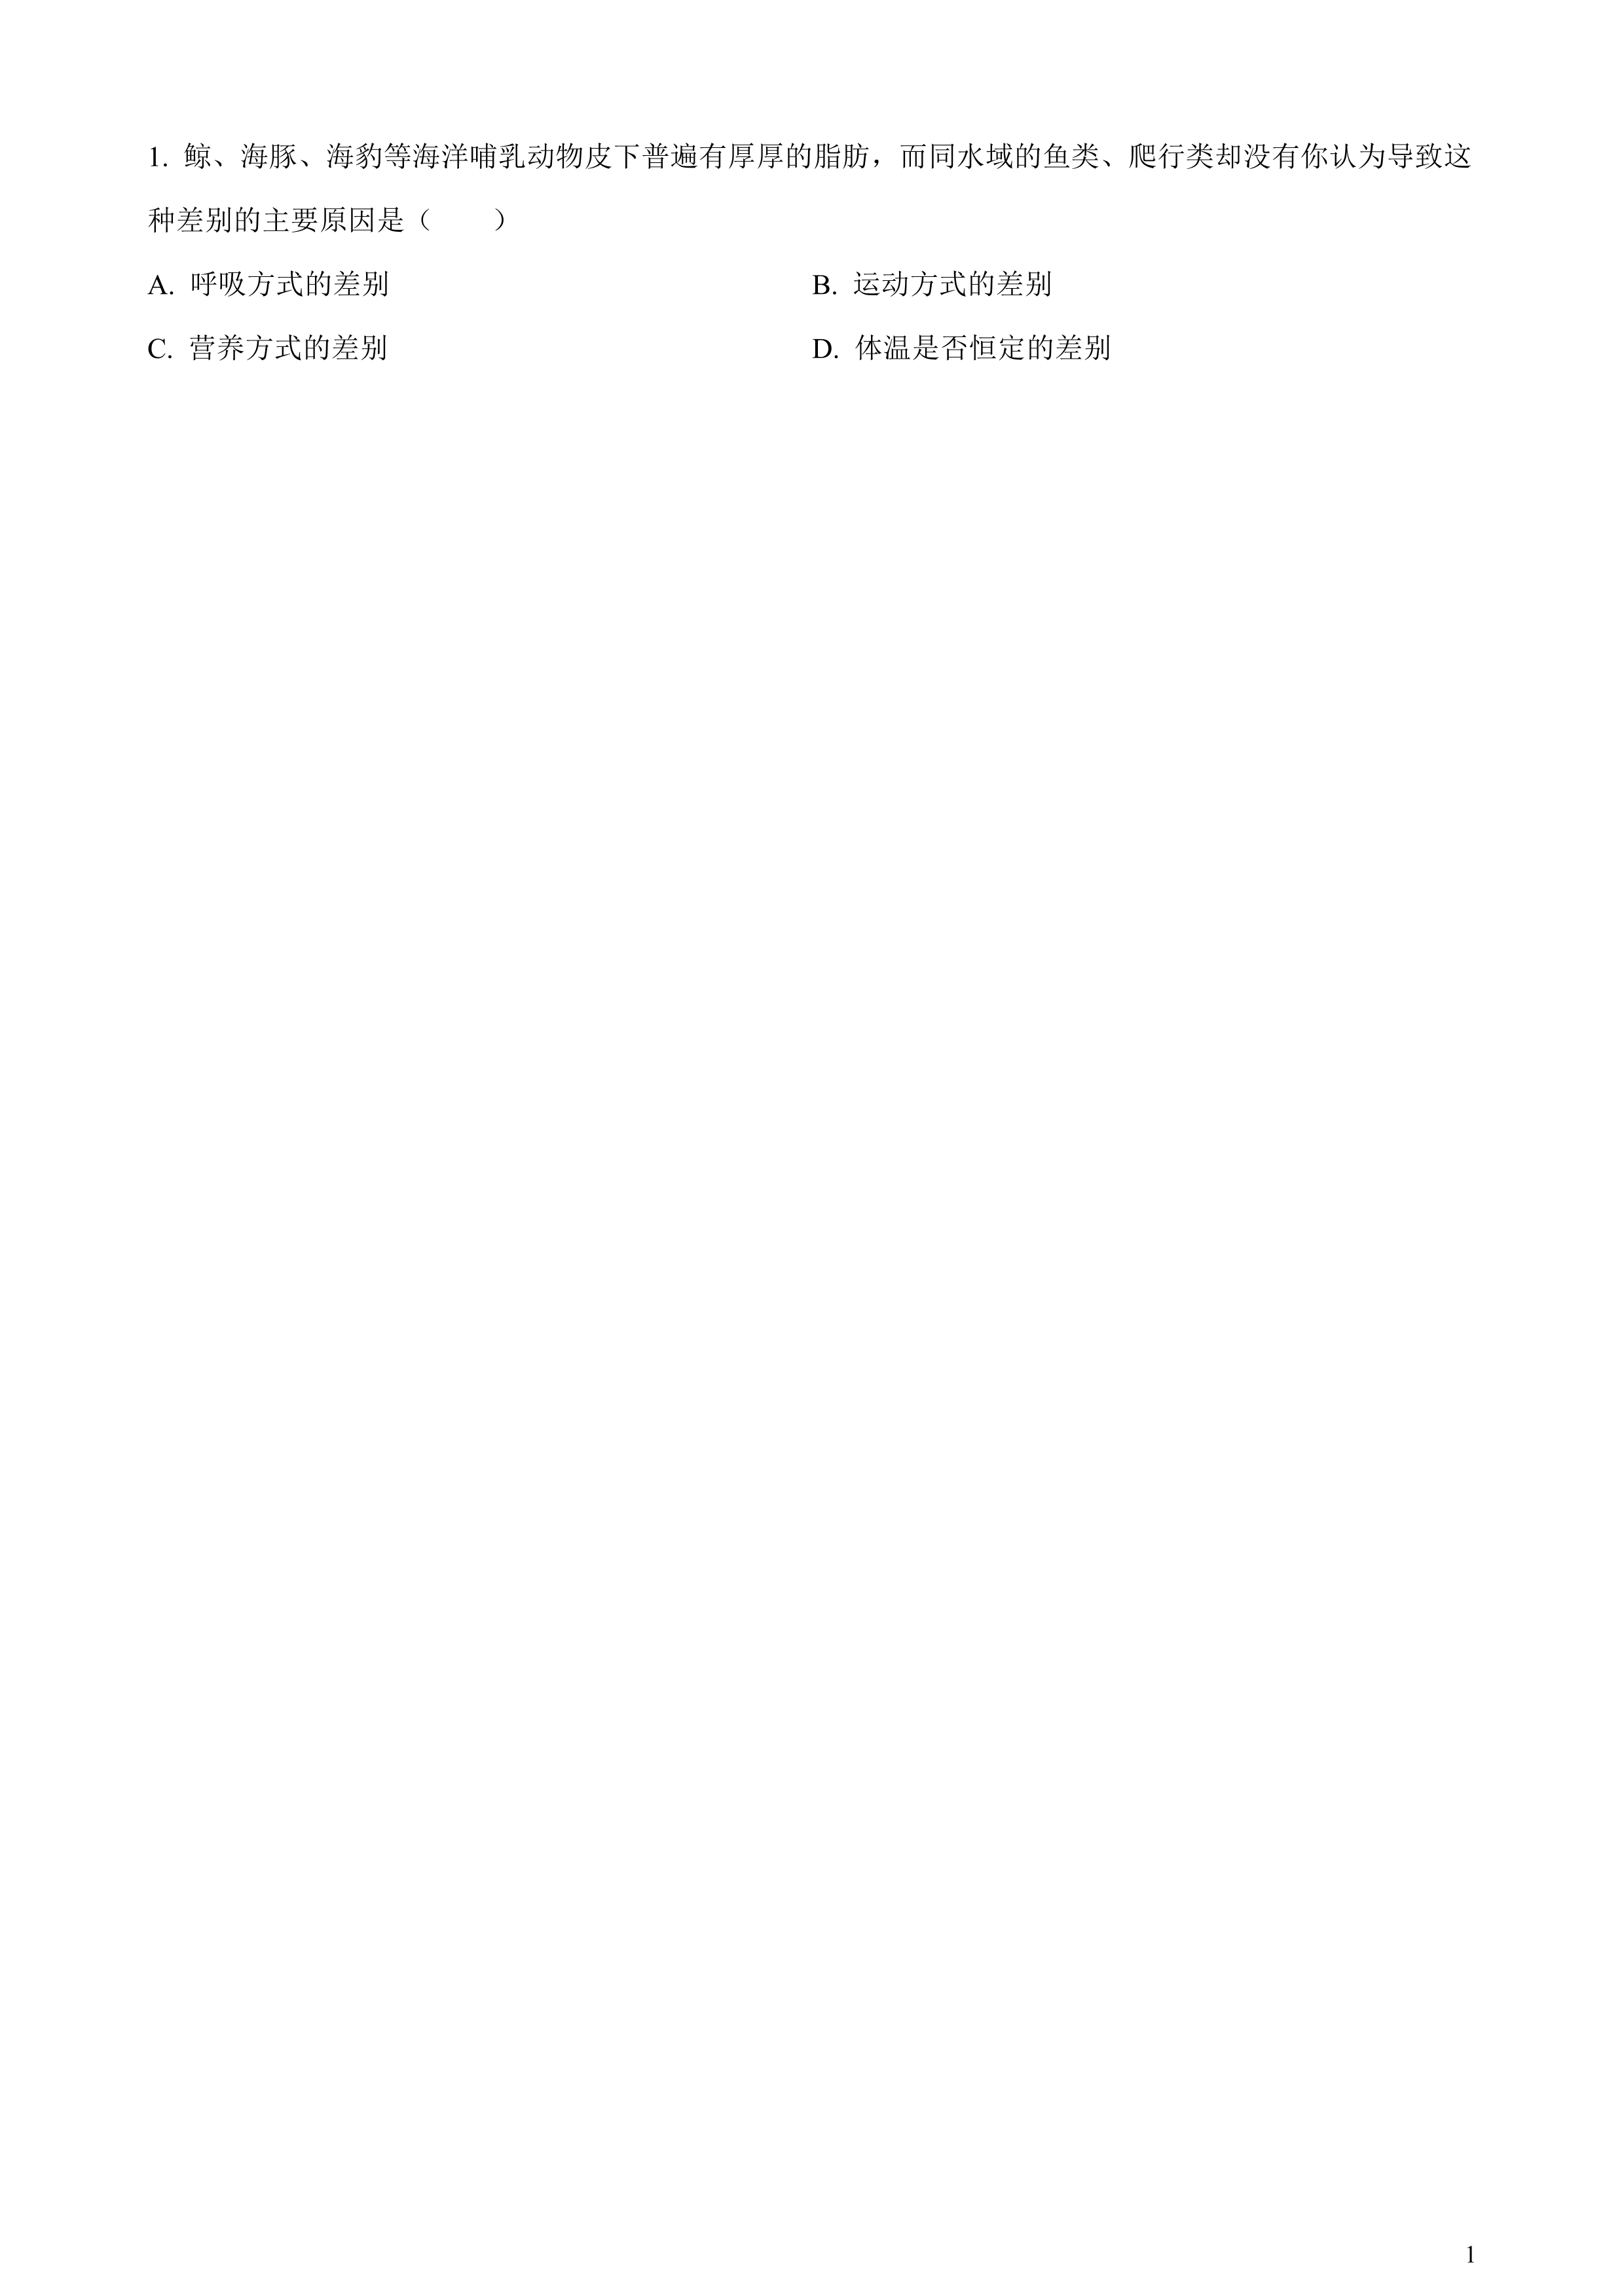 1. 鲸、海豚、海豹等海洋哺乳动物皮下普遍有厚厚的脂肪，而同水域的鱼类、爬行类却没有你认为导致这
种差别的主要原因是（　　）
A. 呼吸方式的差别 B. 运动方式的差别
C. 营养方式的差别 D. 体温是否恒定的差别
1